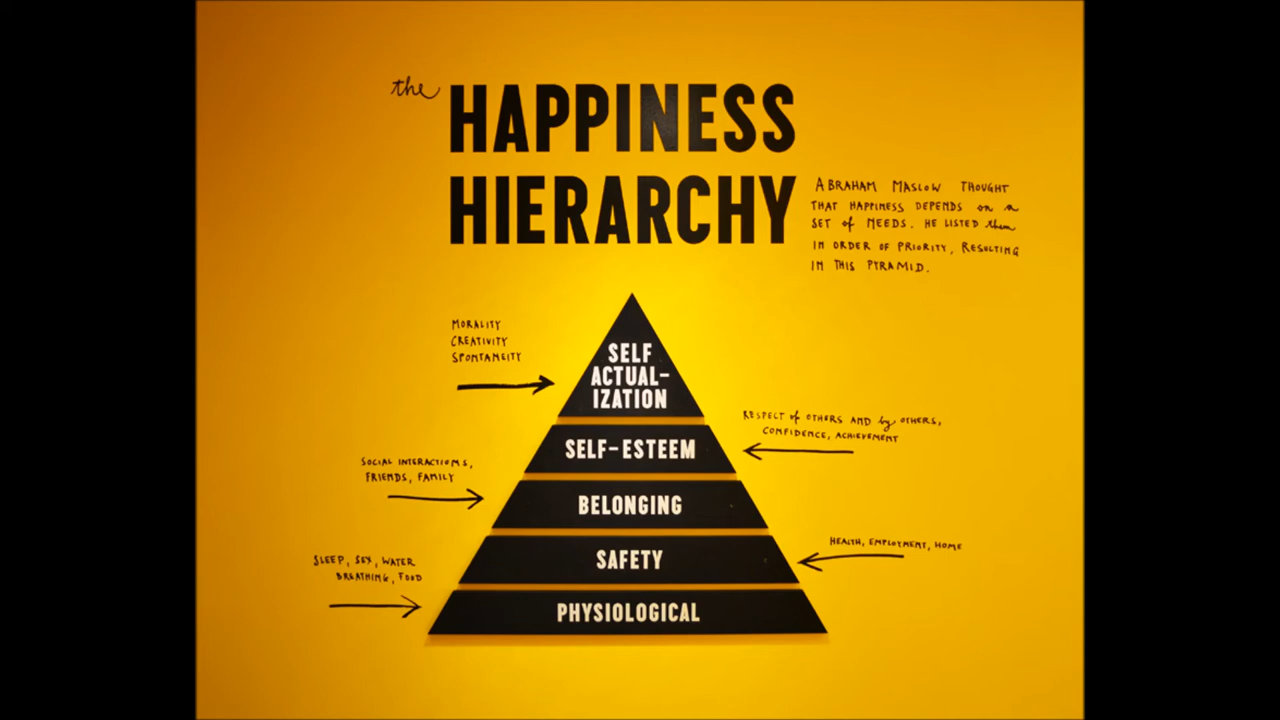 the
HAPPINESS
HIERARCHY
ABRAHAM MASLOW THOUGHT
THAT HAPPINESS DEPENDS on a
SET of NEEDS. HE LISTED them
IN ORDER OF PRIORITY, RESULTING
IN THIS PYRAMID.
MORALITY
CREATIVITY
SPONTANEITY
SELF
ACTUAL-
IZATION
RESPECT of OTHERS AND by OTHERS,
CONFIDENCE, ACHIEVEMENT
SELF-ESTEEM
SOCIAL INTERACTIONS,
FRIENDS, FAMILY
BELONGING
HEALTH, EMPLOYMENT, HOME
SAFETY
SLEEP, SEX, WATER
BREATHING, FOOD
PHYSIOLOGICAL